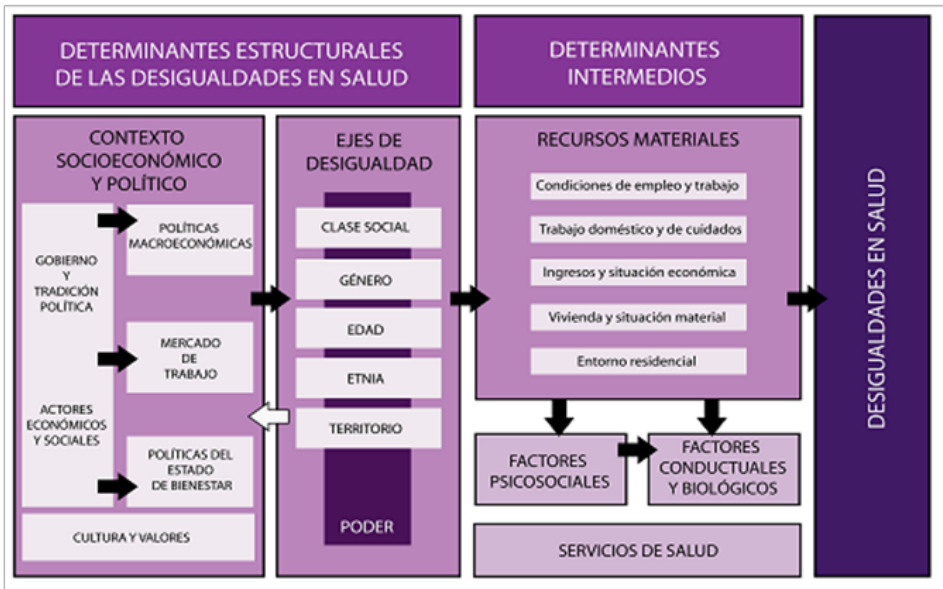 DETERMINANTES ESTRUCTURALES
DE LAS DESIGUALDADES EN SALUD
DETERMINANTES
INTERMEDIOS
CONTEXTO
SOCIOECONÓMICO
Y POLÍTICO
GOBIERNO
Y
TRADICIÓN
POLÍTICA
ACTORES
ECONÓMICOS
Y SOCIALES
POLÍTICAS
MACROECONÓMICAS
MERCADO
DE
TRABAJO
POLÍTICAS DEL
ESTADO
DE BIENESTAR
CULTURA Y VALORES
EJES DE
DESIGUALDAD
CLASE SOCIAL
GÉNERO
EDAD
ETNIA
TERRITORIO
PODER
RECURSOS MATERIALES
Condiciones de empleo y trabajo
Trabajo doméstico y de cuidados
Ingresos y situación económica
Vivienda y situación material
Entorno residencial
FACTORES
PSICOSOCIALES
FACTORES
CONDUCTUALES
Y BIOLÓGICOS
SERVICIOS DE SALUD
DESIGUALDADES EN SALUD